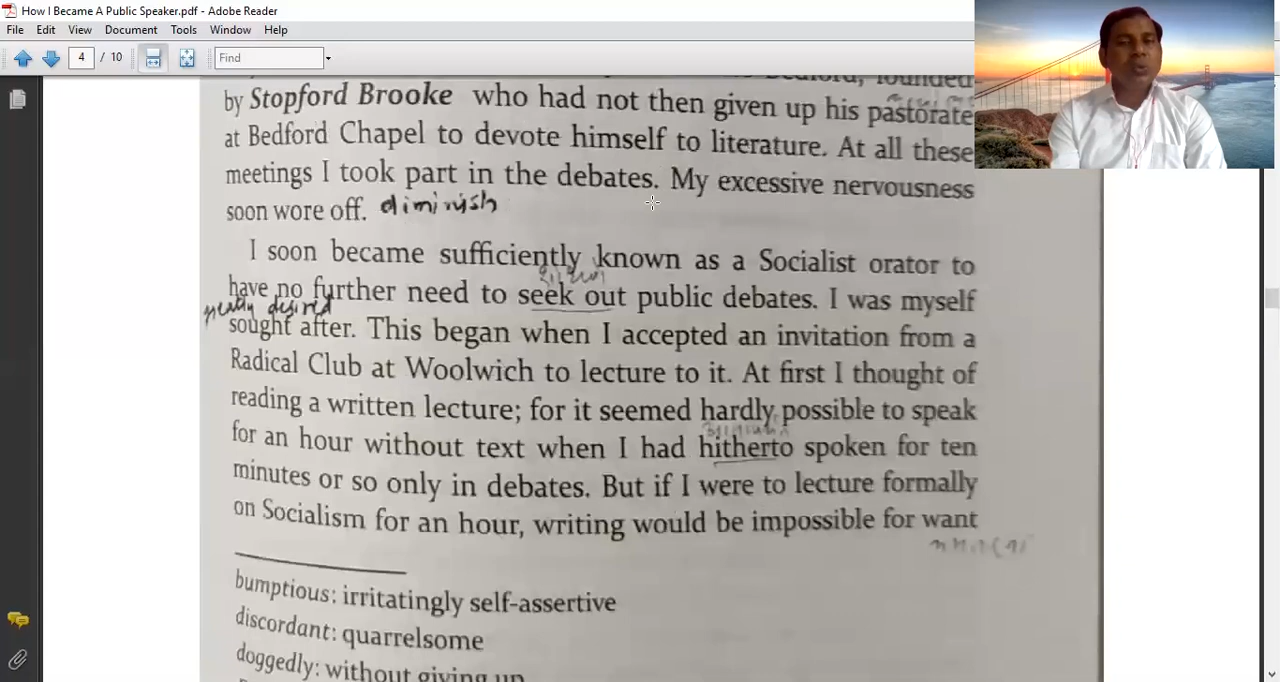 How I Became A Public Speaker.pdf - Adobe Reader
File Edit View Document Tools Window Help
4 / 10 Find
Bedford, founded
by Stopford Brooke who had not then given up his pastorate
at Bedford Chapel to devote himself to literature. At all these
meetings I took part in the debates. My excessive nervousness
soon wore off. diminish
I soon became sufficiently known as a Socialist orator to
have no further need to seek out public debates. I was myself
desired
sought after. This began when I accepted an invitation from a
Radical Club at Woolwich to lecture to it. At first I thought of
reading a written lecture; for it seemed hardly possible to speak
for an hour without text when I had hitherto spoken for ten
minutes or so only in debates. But if I were to lecture formally
on Socialism for an hour, writing would be impossible for want
bumptious: irritatingly self-assertive
discordant: quarrelsome
doggedly: without giving up